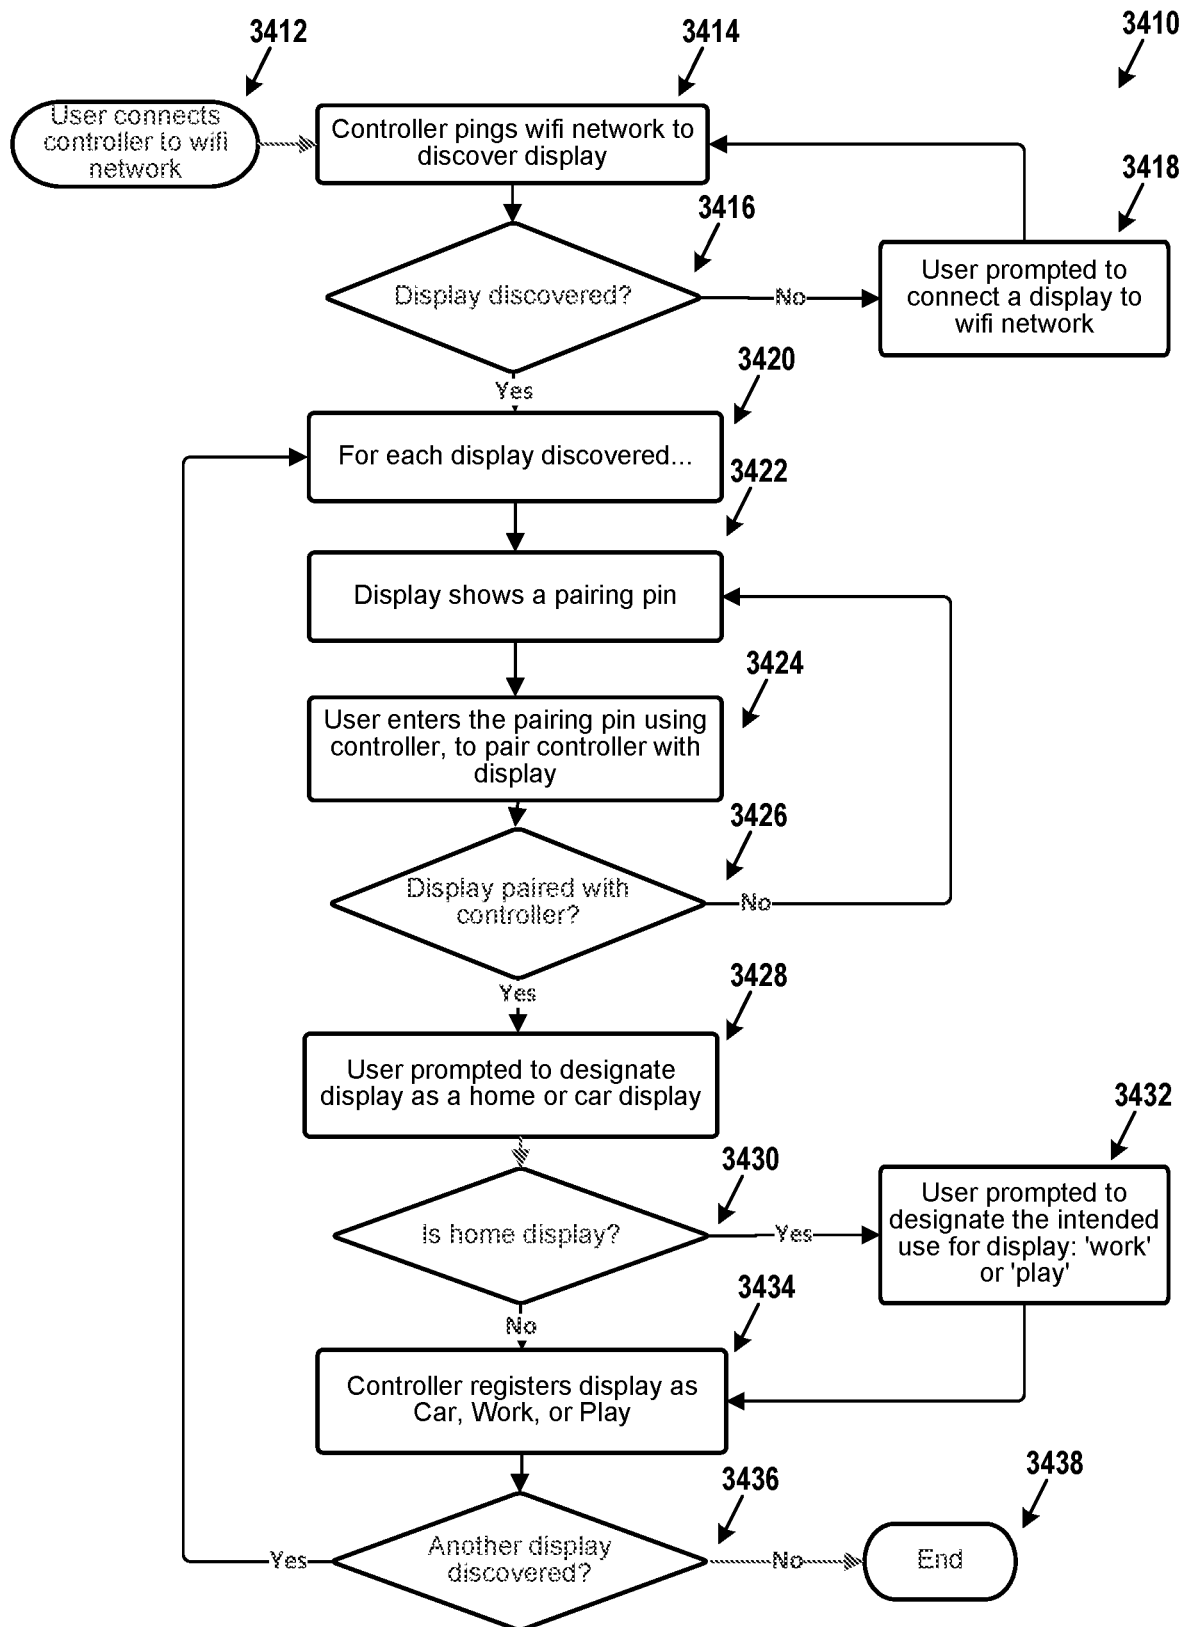 3412
3414
3410
User connects
controller to wifi
network
Controller pings wifi network to
discover display
3418
3416
User prompted to
connect a display to
wifi network
Display discovered?
No
3420
Yes
For each display discovered...
3422
Display shows a pairing pin
3424
User enters the pairing pin using
controller, to pair controller with
display
3426
Display paired with
controller?
No
3428
Yes
User prompted to designate
display as a home or car display
3432
3430
User prompted to
designate the intended
use for display: 'work'
or 'play'
Is home display?
Yes
3434
No
Controller registers display as
Car, Work, or Play
3438
3436
Another display
discovered?
Yes
No
End